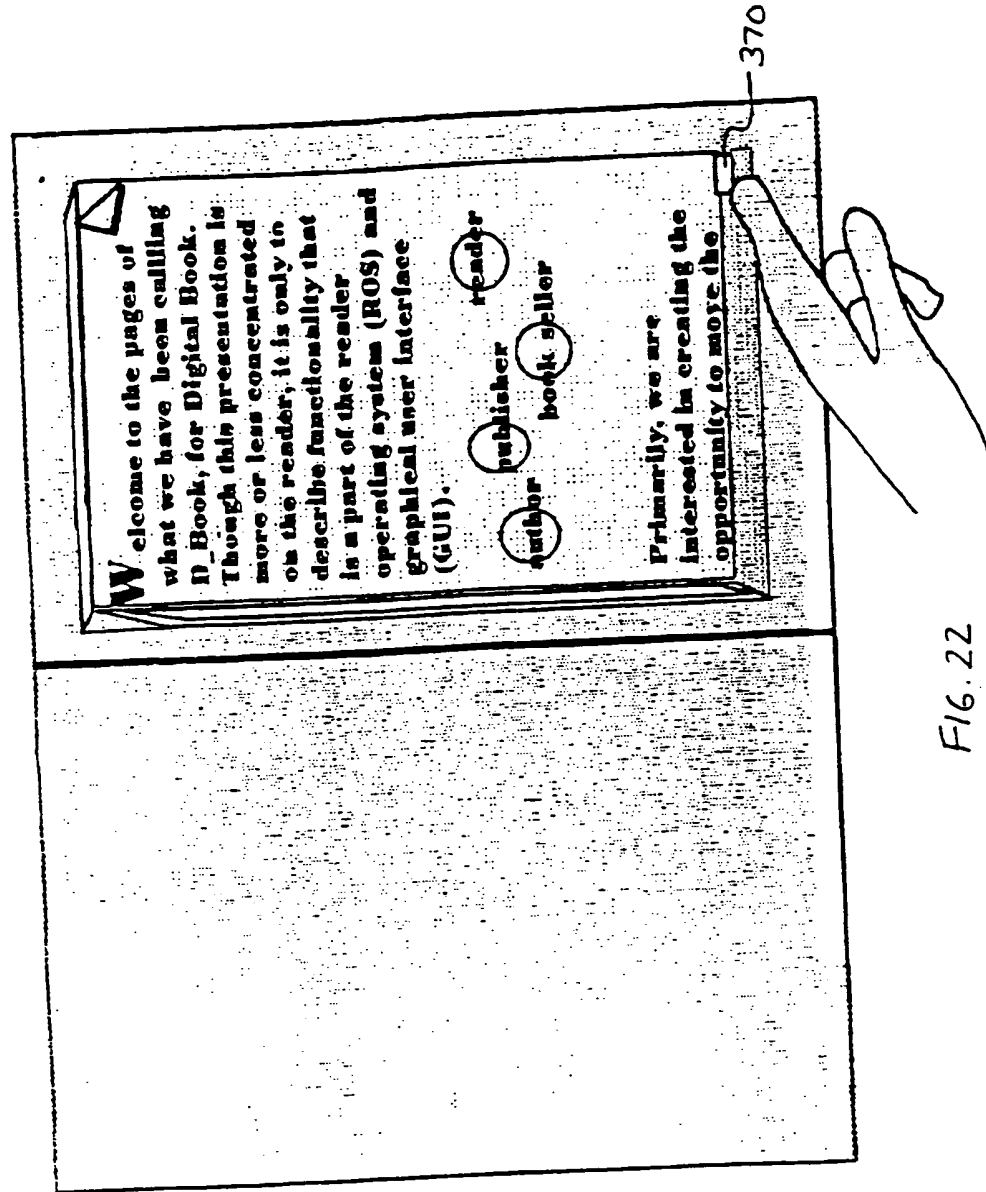 Welcome to the pages of
what we have been calling
D_Book, for Digital Book.
Though this presentation is
more or less concentrated
on the reader, it is only to
describe functionality that
is a part of the reader
operating system (ROS) and
graphical user interface
(GUI).
author publisher book seller reader
Primarily, we are
interested in creating the
opportunity to move the
370
FIG. 22